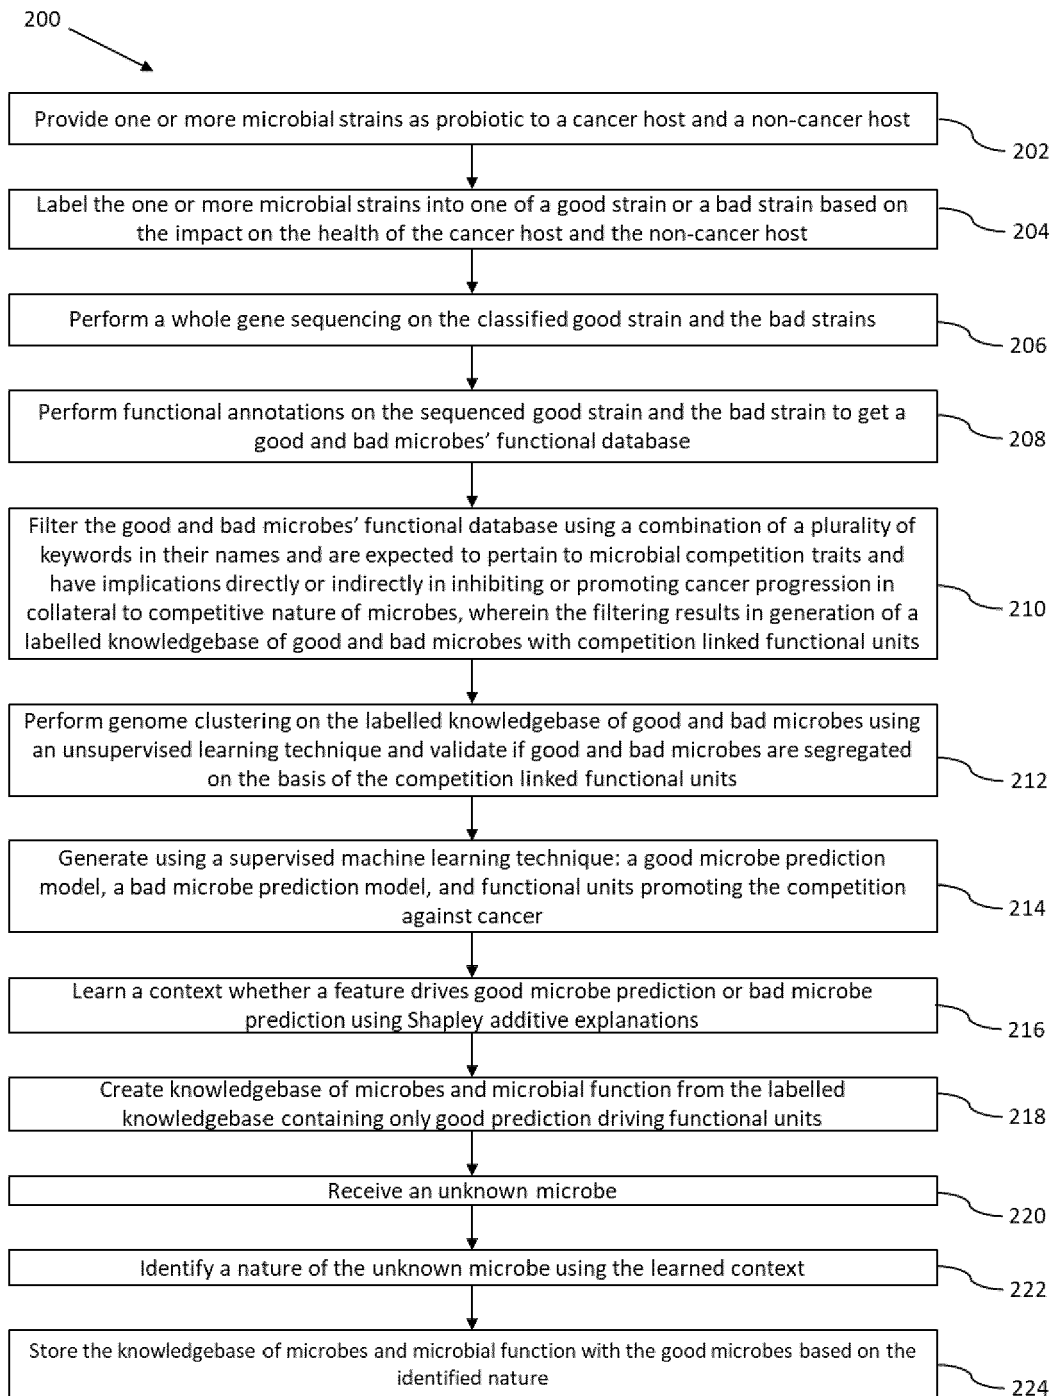 200
Provide one or more microbial strains as probiotic to a cancer host and a non-cancer host
202
Label the one or more microbial strains into one of a good strain or a bad strain based on
the impact on the health of the cancer host and the non-cancer host
204
Perform a whole gene sequencing on the classified good strain and the bad strains
206
Perform functional annotations on the sequenced good strain and the bad strain to get a
good and bad microbes' functional database
208
Filter the good and bad microbes' functional database using a combination of a plurality of
keywords in their names and are expected to pertain to microbial competition traits and
have implications directly or indirectly in inhibiting or promoting cancer progression in
collateral to competitive nature of microbes, wherein the filtering results in generation of a
labelled knowledgebase of good and bad microbes with competition linked functional units
210
Perform genome clustering on the labelled knowledgebase of good and bad microbes using
an unsupervised learning technique and validate if good and bad microbes are segregated
on the basis of the competition linked functional units
212
Generate using a supervised machine learning technique: a good microbe prediction
model, a bad microbe prediction model, and functional units promoting the competition
against cancer
214
Learn a context whether a feature drives good microbe prediction or bad microbe
prediction using Shapley additive explanations
216
Create knowledgebase of microbes and microbial function from the labelled
knowledgebase containing only good prediction driving functional units
218
Receive an unknown microbe
220
Identify a nature of the unknown microbe using the learned context
222
Store the knowledgebase of microbes and microbial function with the good microbes based on the
identified nature
224